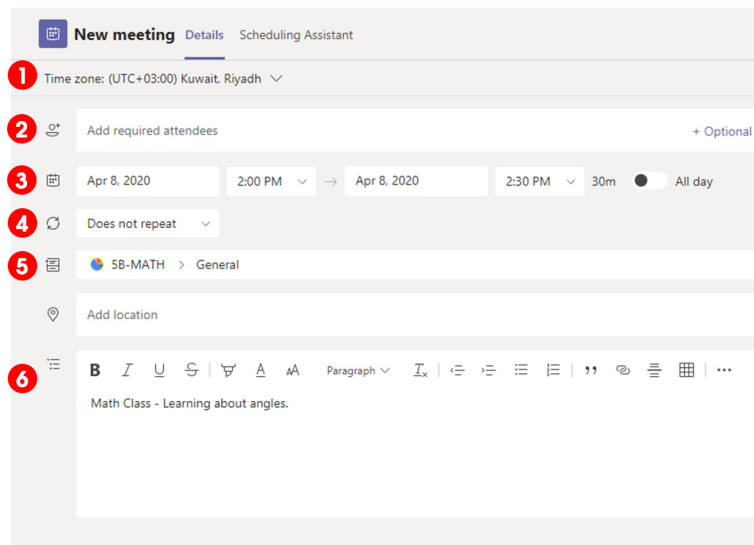 New meeting Details Scheduling Assistant
1 Time zone: (UTC+03:00) Kuwait, Riyadh
2 Add required attendees + Optional
3 Apr 8, 2020 2:00 PM → Apr 8, 2020 2:30 PM 30m All day
4 Does not repeat
5 5B-MATH > General
Add location
6 B I U S A AA Paragraph Tx
Math Class - Learning about angles.